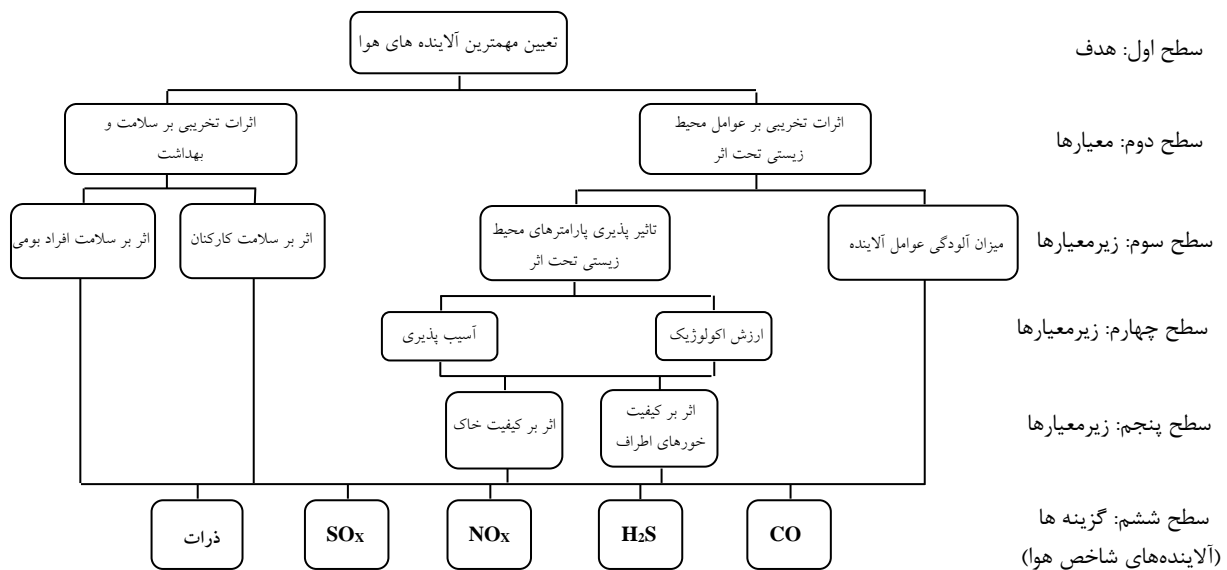 تعیین مهمترین آلاینده های هوا
سطح اول: هدف
اثرات تخریبی بر عوامل محیط
زیستی تحت اثر
اثرات تخریبی بر سلامت و
بهداشت
سطح دوم: معیارها
میزان آلودگی عوامل آلاینده
تاثیر پذیری پارامترهای محیط
زیستی تحت اثر
اثر بر سلامت کارکنان
اثر بر سلامت افراد بومی
سطح سوم: زیرمعیارها
ارزش اکولوژیک
آسیب پذیری
سطح چهارم: زیرمعیارها
اثر بر کیفیت
خورهای اطراف
اثر بر کیفیت خاک
سطح پنجم: زیرمعیارها
CO
H₂S
NOx
SOx
ذرات
سطح ششم: گزینه ها
(آلاینده‌های شاخص هوا)